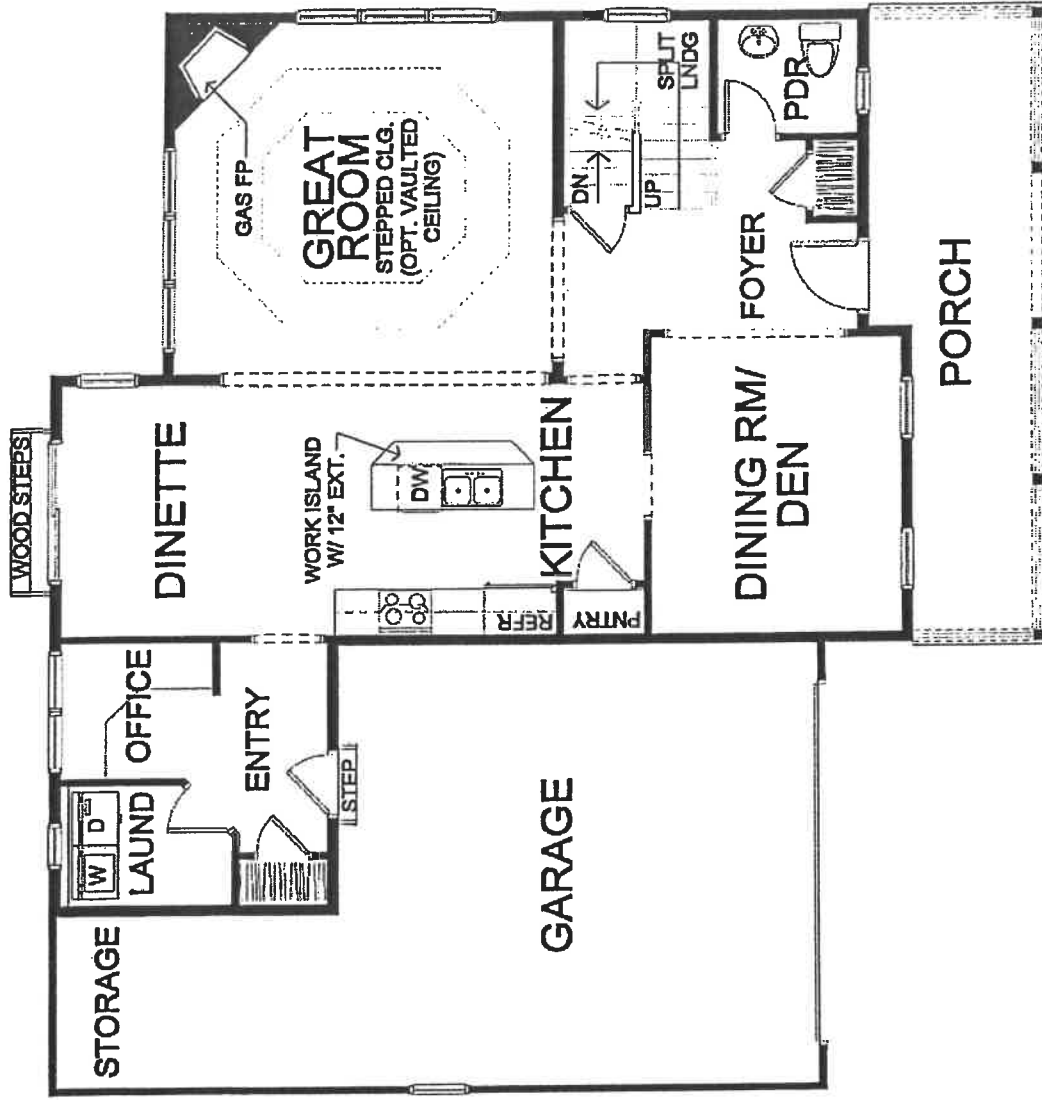 WOOD STEPS
GAS FP
GREAT
ROOM
STEPPED CLG.
(OPT. VAULTED
CEILING)
DINETTE
WORK ISLAND
W/ 12" EXT.
DW
KITCHEN
REFR
PNTRY
OFFICE
ENTRY
W
D
LAUND
STEP
STORAGE
GARAGE
DN
UP
SPLIT
LNDG
PDR
FOYER
DINING RM/
DEN
PORCH